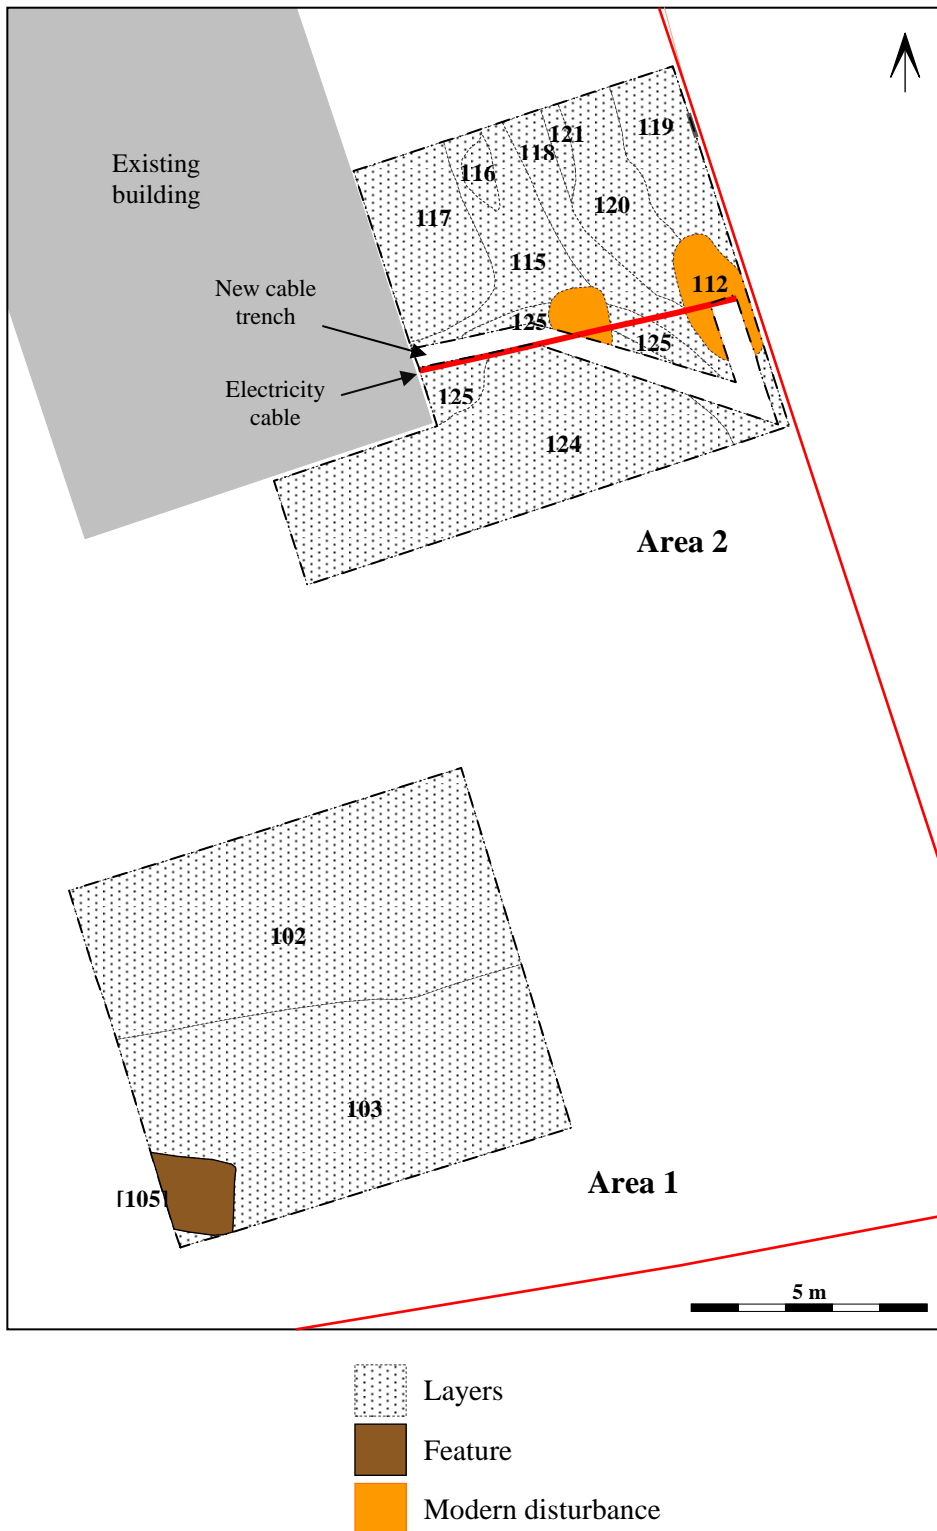 119
121
118
116
Existing
building
120
117
115
New cable
trench
112
125
125
Electricity
cable
125
124
Area 2
102
103
Area 1
[105]
5 m
Layers
Feature
Modern disturbance